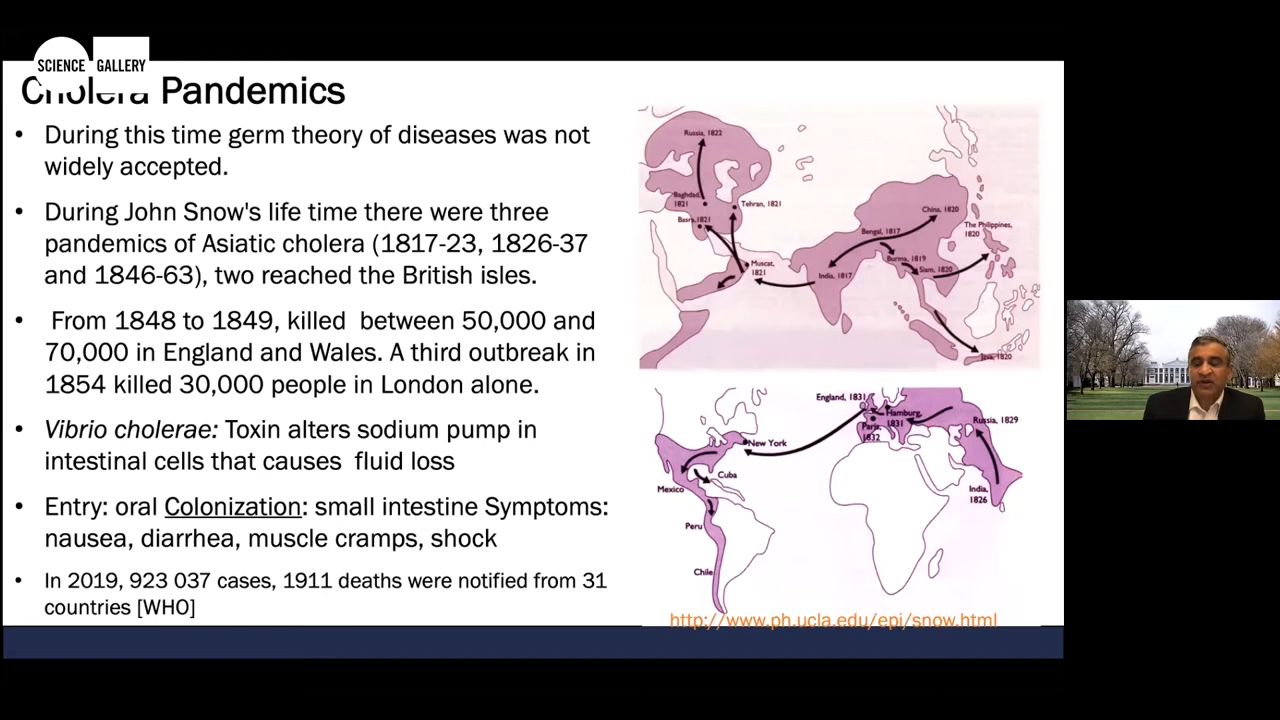 SCIENCE GALLERY
Cholera Pandemics
• During this time germ theory of diseases was not
widely accepted.
• During John Snow's life time there were three
pandemics of Asiatic cholera (1817-23, 1826-37
and 1846-63), two reached the British isles.
• From 1848 to 1849, killed between 50,000 and
70,000 in England and Wales. A third outbreak in
1854 killed 30,000 people in London alone.
• Vibrio cholerae: Toxin alters sodium pump in
intestinal cells that causes fluid loss
• Entry: oral Colonization: small intestine Symptoms:
nausea, diarrhea, muscle cramps, shock
• In 2019, 923 037 cases, 1911 deaths were notified from 31
countries [WHO]
Russia, 1822
Baghdad,
1821
Tehran, 1821
Basra, 1821
Muscat,
1821
India, 1817
Bengal, 1817
China, 1820
Burma, 1819
Siam, 1820
The Philippines,
1820
Java, 1820
England, 1831
Hamburg,
1831
Paris,
1832
Russia, 1829
New York
Cuba
Mexico
India,
1826
Peru
Chile
http://www.ph.ucla.edu/epi/snow.html